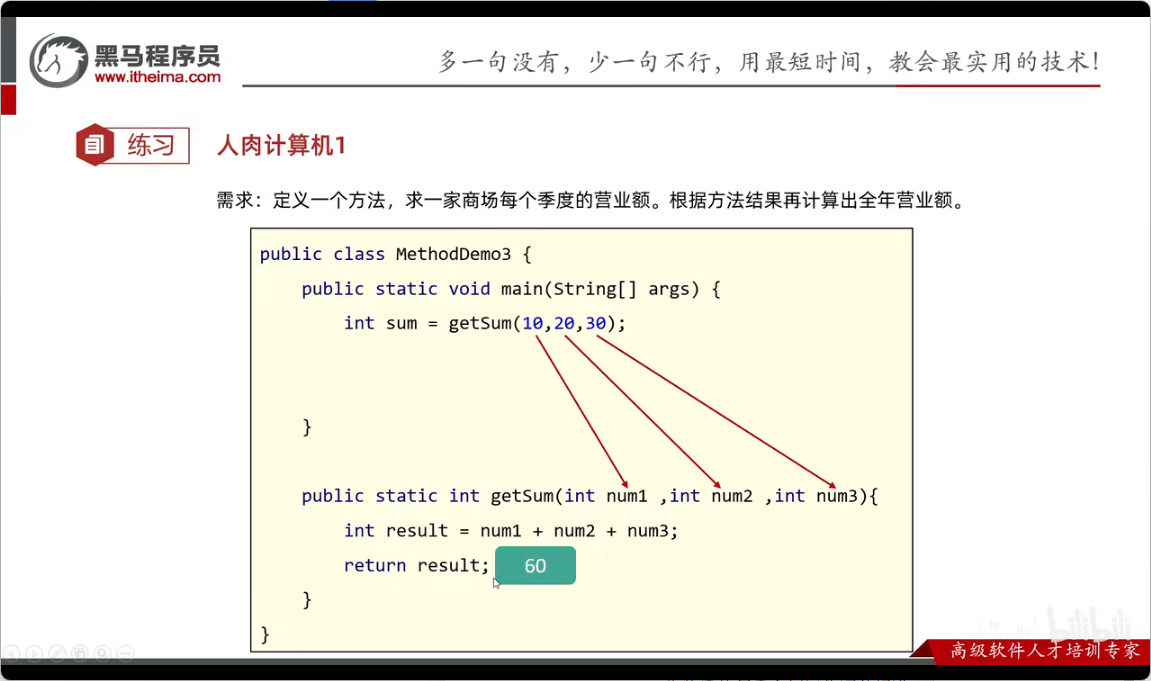 黑马程序员
www.itheima.com
多一句没有，少一句不行，用最短时间，教会最实用的技术！
练习
人肉计算机1
需求：定义一个方法，求一家商场每个季度的营业额。根据方法结果再计算出全年营业额。
public class MethodDemo3 {
public static void main(String[] args) {
int sum = getSum(10,20,30);
}
public static int getSum(int num1 ,int num2 ,int num3){
int result = num1 + num2 + num3;
return result; 60
}
}
bilibili
高级软件人才培训专家